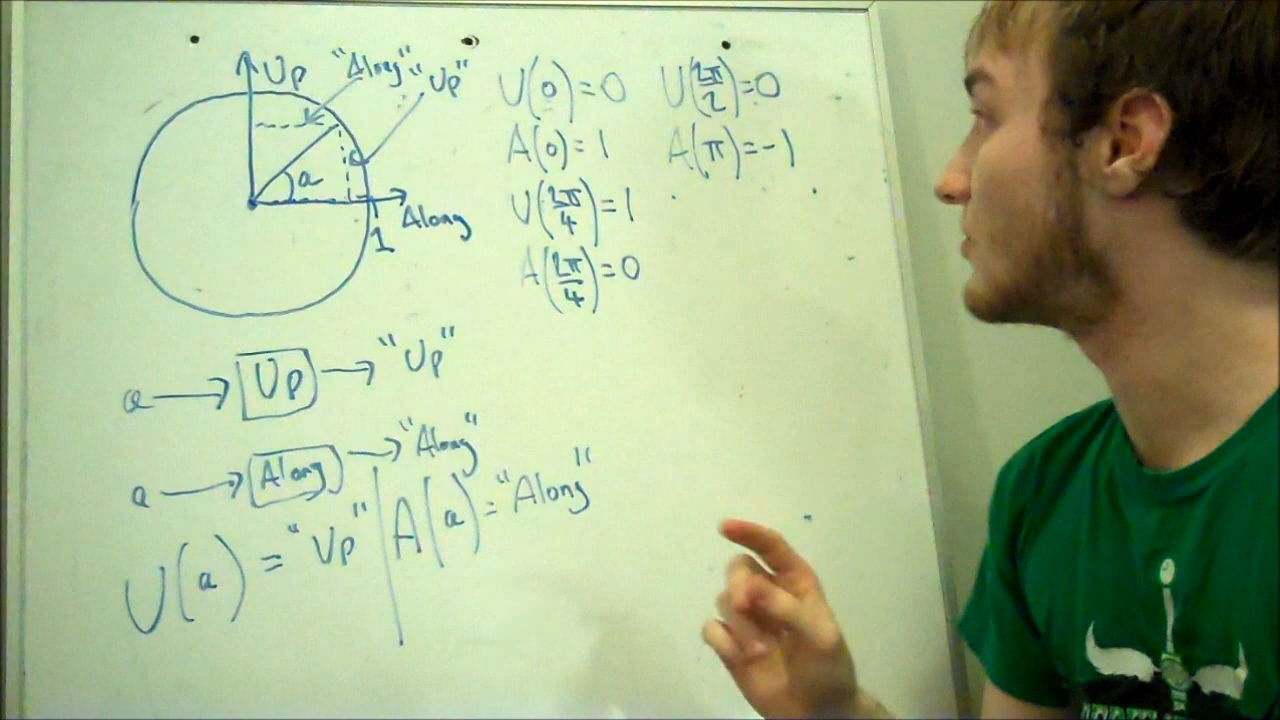 Up
"Along"
"Up"
a
Along
1
U(0)=0
A(0)=1
U(2π/4)=1
A(2π/4)=0
U(2π/2)=0
A(π)=-1
a → Up → "Up"
a → Along → "Along"
U(a) = "Up" | A(a) = "Along"